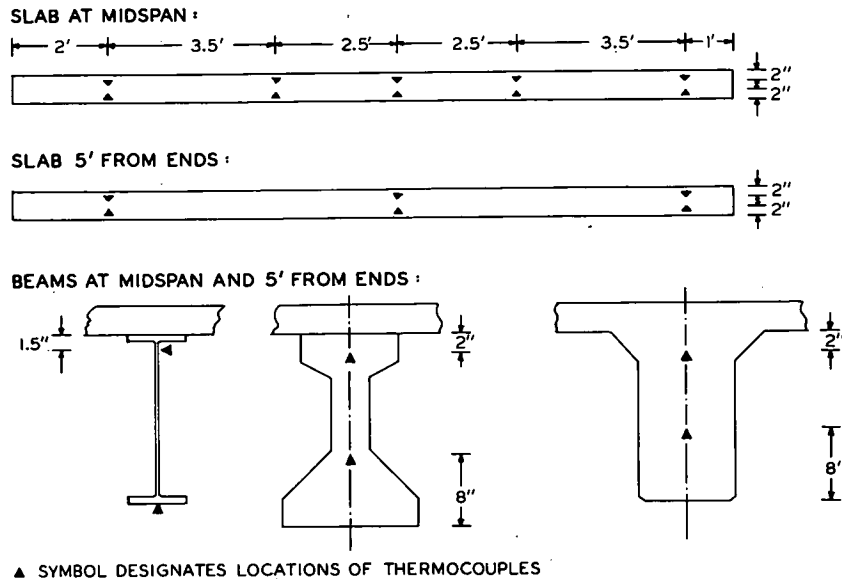 SLAB AT MIDSPAN :
2' 3.5' 2.5' 2.5' 3.5' 1'
2"
2"
SLAB 5' FROM ENDS :
2"
2"
BEAMS AT MIDSPAN AND 5' FROM ENDS :
1.5" 2" 2"
8" 8'
▲ SYMBOL DESIGNATES LOCATIONS OF THERMOCOUPLES